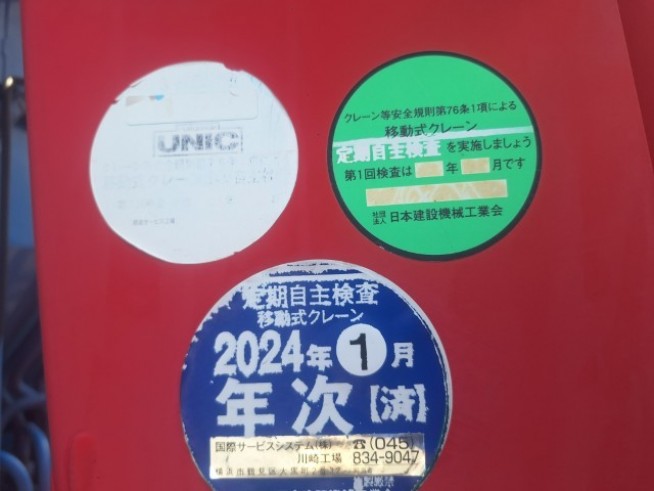 UNIC
クレーン等安全規則第76条1項による
移動式クレーン
定期自主検査 を実施しましょう
第1回検査は 年 月です
社団法人 日本建設機械工業会
定期自主検査
移動式クレーン
2024年 1 月
年次【済】
国際サービスシステム(株) ☎(045)
川崎工場 834-9047